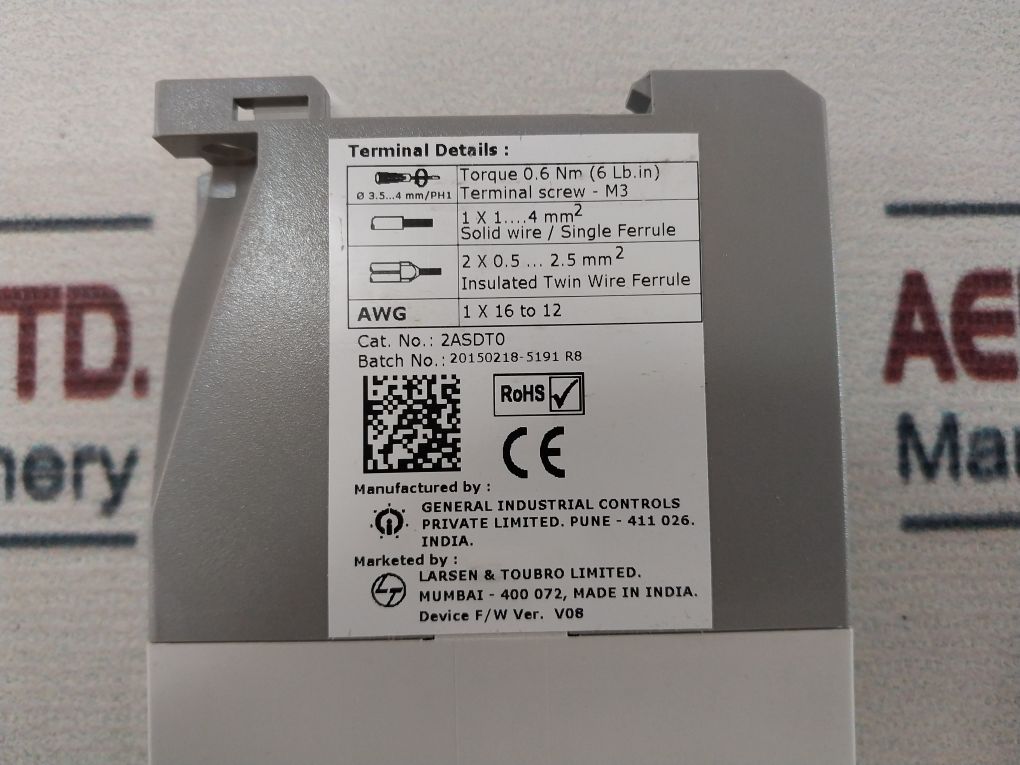 Terminal Details :
Ø 3.5...4 mm/PH1
Torque 0.6 Nm (6 Lb.in)
Terminal screw - M3
1 X 1....4 mm2
Solid wire / Single Ferrule
2 X 0.5 ... 2.5 mm2
Insulated Twin Wire Ferrule
AWG
1 X 16 to 12
Cat. No.: 2ASDT0
Batch No.: 20150218-5191 R8
RoHS
CE
Manufactured by :
GENERAL INDUSTRIAL CONTROLS
PRIVATE LIMITED. PUNE - 411 026.
INDIA.
Marketed by :
LARSEN & TOUBRO LIMITED.
MUMBAI - 400 072, MADE IN INDIA.
Device F/W Ver. V08
TD.